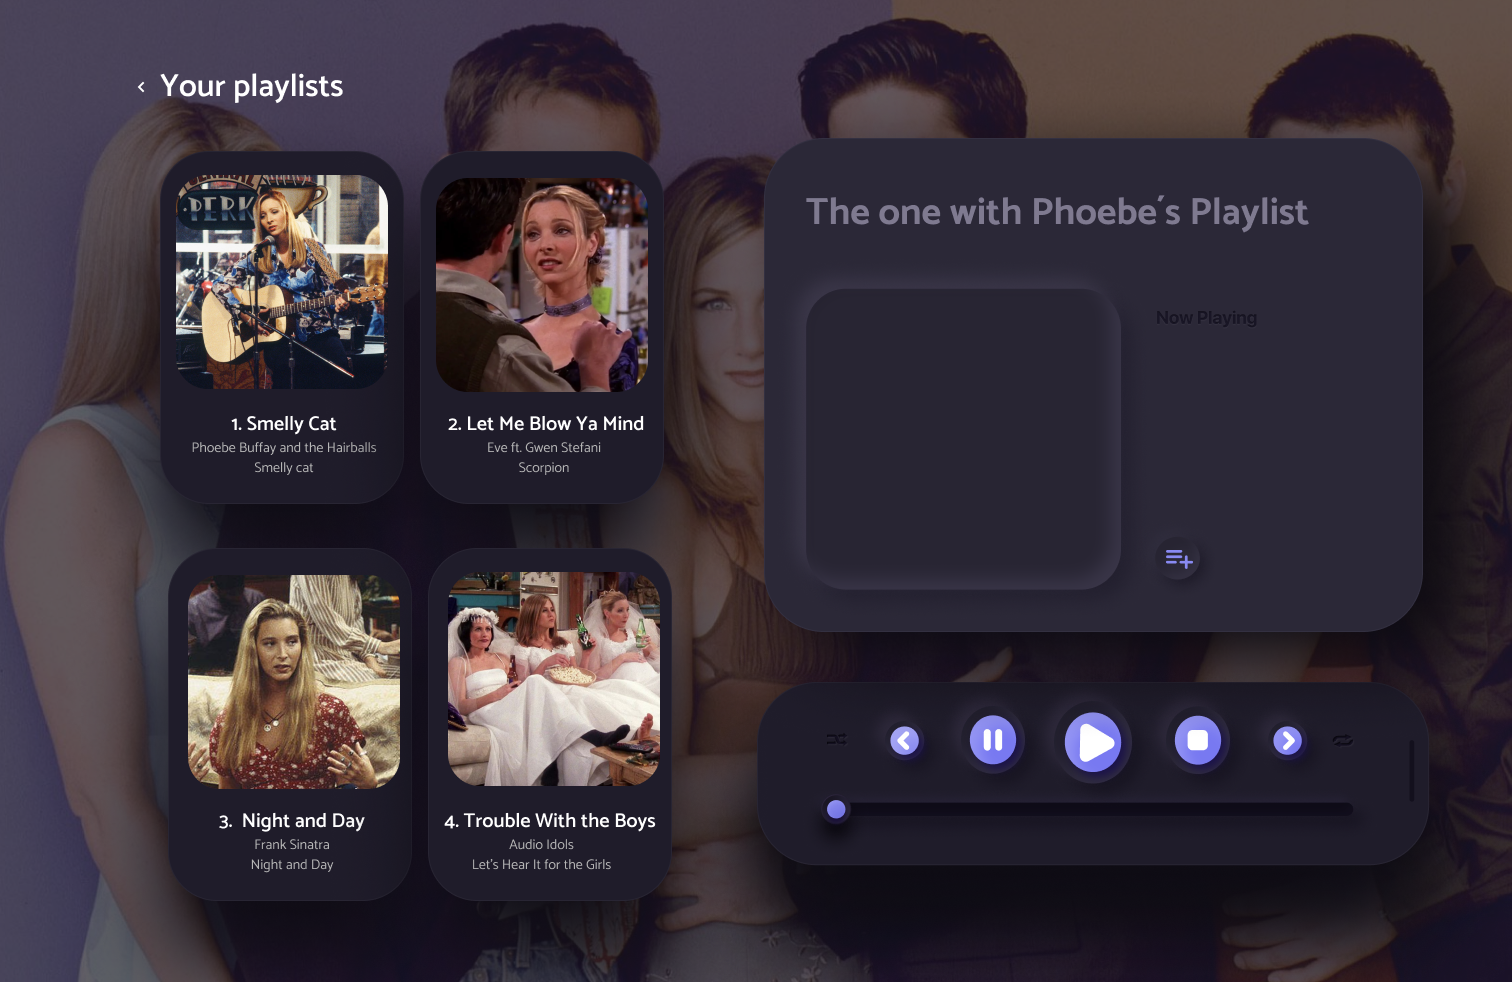 Your playlists
PERK
1. Smelly Cat
Phoebe Buffay and the Hairballs
Smelly cat
2. Let Me Blow Ya Mind
Eve ft. Gwen Stefani
Scorpion
3. Night and Day
Frank Sinatra
Night and Day
4. Trouble With the Boys
Audio Idols
Let's Hear It for the Girls
The one with Phoebe´s Playlist
Now Playing